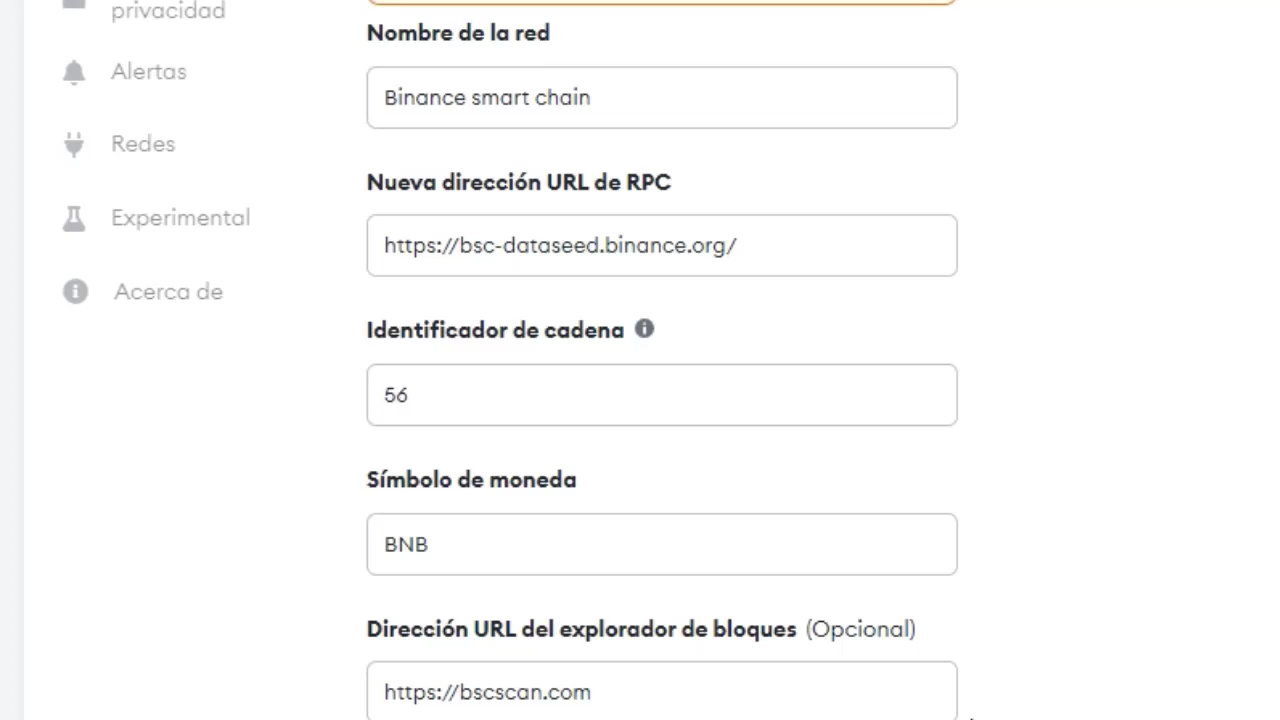 privacidad
Alertas
Redes
Experimental
Acerca de
Nombre de la red
Binance smart chain
Nueva dirección URL de RPC
https://bsc-dataseed.binance.org/
Identificador de cadena
56
Símbolo de moneda
BNB
Dirección URL del explorador de bloques (Opcional)
https://bscscan.com